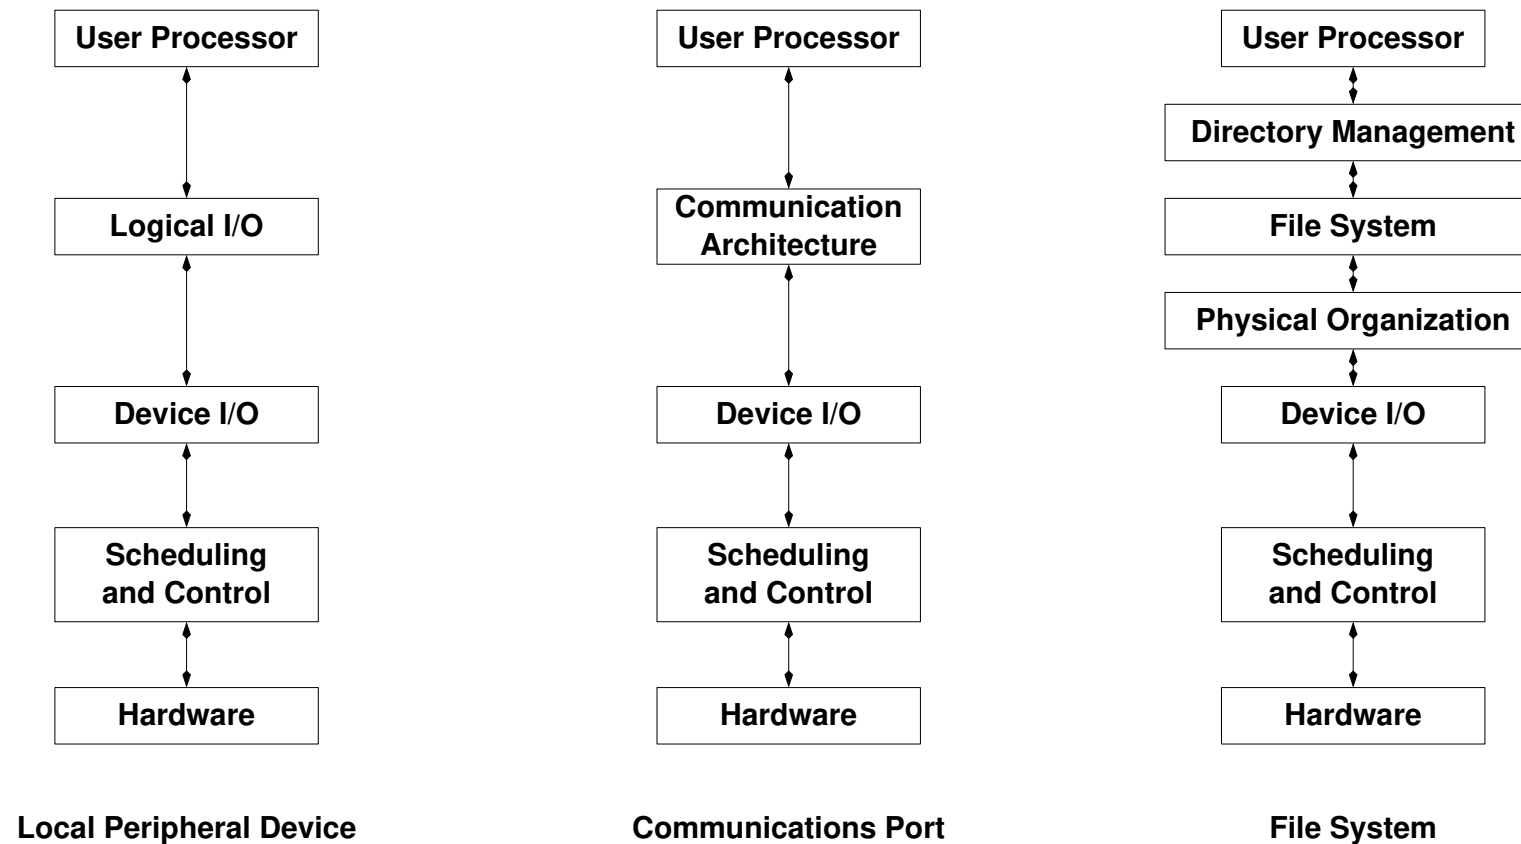 User Processor
Logical I/O
Device I/O
Scheduling
and Control
Hardware
Local Peripheral Device
User Processor
Communication
Architecture
Device I/O
Scheduling
and Control
Hardware
Communications Port
User Processor
Directory Management
File System
Physical Organization
Device I/O
Scheduling
and Control
Hardware
File System